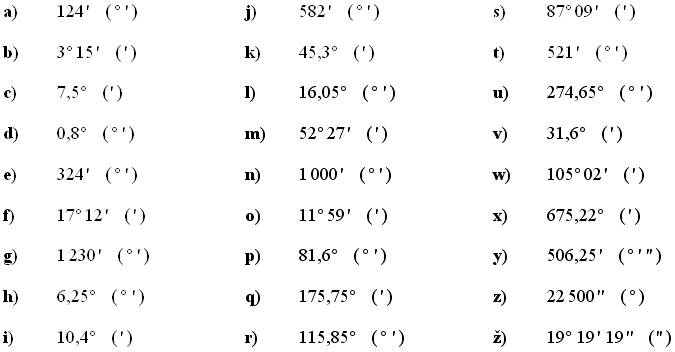 a) 124' (° ') j) 582' (° ') s) 87° 09' (')
b) 3° 15' (') k) 45,3° (') t) 521' (° ')
c) 7,5° (') l) 16,05° (° ') u) 274,65° (° ')
d) 0,8° (° ') m) 52° 27' (') v) 31,6° (')
e) 324' (° ') n) 1 000' (° ') w) 105° 02' (')
f) 17° 12' (') o) 11° 59' (') x) 675,22° (')
g) 1 230' (° ') p) 81,6° (° ') y) 506,25' (° ' ")
h) 6,25° (° ') q) 175,75° (') z) 22 500" (°)
i) 10,4° (') r) 115,85° (° ') ž) 19° 19' 19" (")